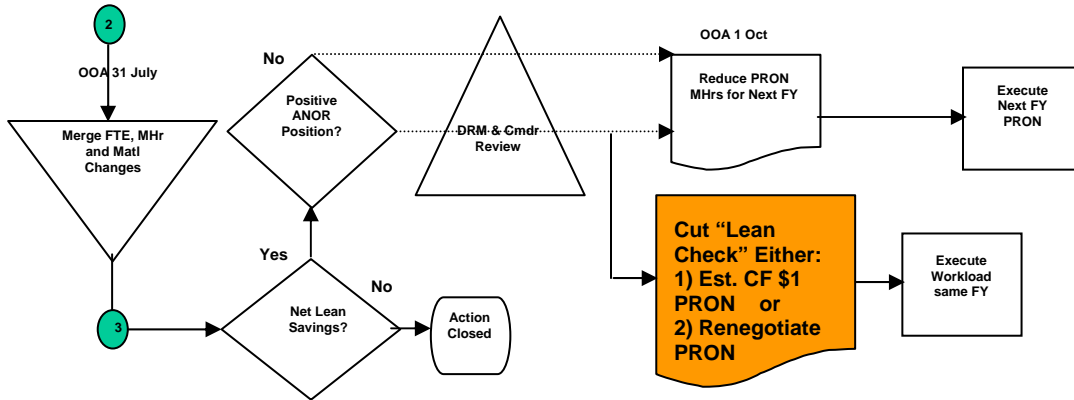 2
OOA 31 July
Merge FTE, MHr
and Matl
Changes
3
Net Lean
Savings?
Yes
No
Action
Closed
Positive
ANOR
Position?
No
DRM & Cmdr
Review
OOA 1 Oct
Reduce PRON
MHrs for Next FY
Execute
Next FY
PRON
Cut “Lean
Check” Either:
1) Est. CF $1
PRON or
2) Renegotiate
PRON
Execute
Workload
same FY